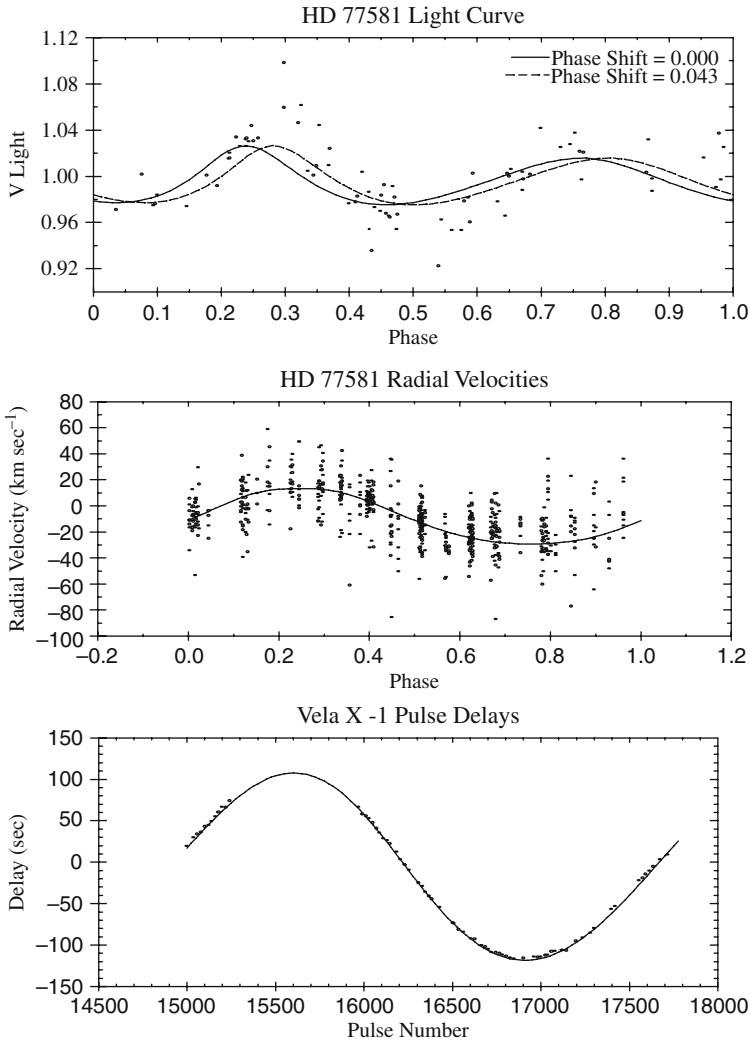 HD 77581 Light Curve
1.12
1.08
1.04
1.00
0.96
0.92
V Light
Phase Shift = 0.000
Phase Shift = 0.043
0 0.1 0.2 0.3 0.4 0.5 0.6 0.7 0.8 0.9 1.0
Phase
HD 77581 Radial Velocities
80
60
40
20
0
−20
−40
−60
−80
−100
Radial Velocity (km sec⁻¹)
−0.2 0.0 0.2 0.4 0.6 0.8 1.0 1.2
Phase
Vela X -1 Pulse Delays
150
100
50
0
−50
−100
−150
Delay (sec)
14500 15000 15500 16000 16500 17000 17500 18000
Pulse Number